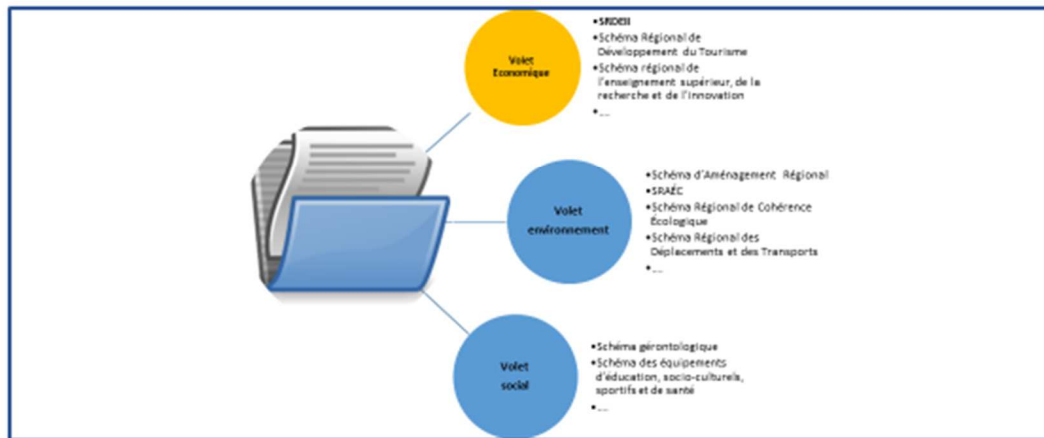 Volet
Economique
•SRDEII
•Schéma Régional de
Développement du Tourisme
•Schéma régional de
l'enseignement supérieur, de la
recherche et de l'innovation
•....
Volet
environnement
•Schéma d'Aménagement Régional
•SRAÉC
•Schéma Régional de Cohérence
Écologique
•Schéma Régional des
Déplacements et des Transports
•....
Volet
social
•Schéma gérontologique
•Schéma des équipements
d'éducation, socio-culturels,
sportifs et de santé
•....